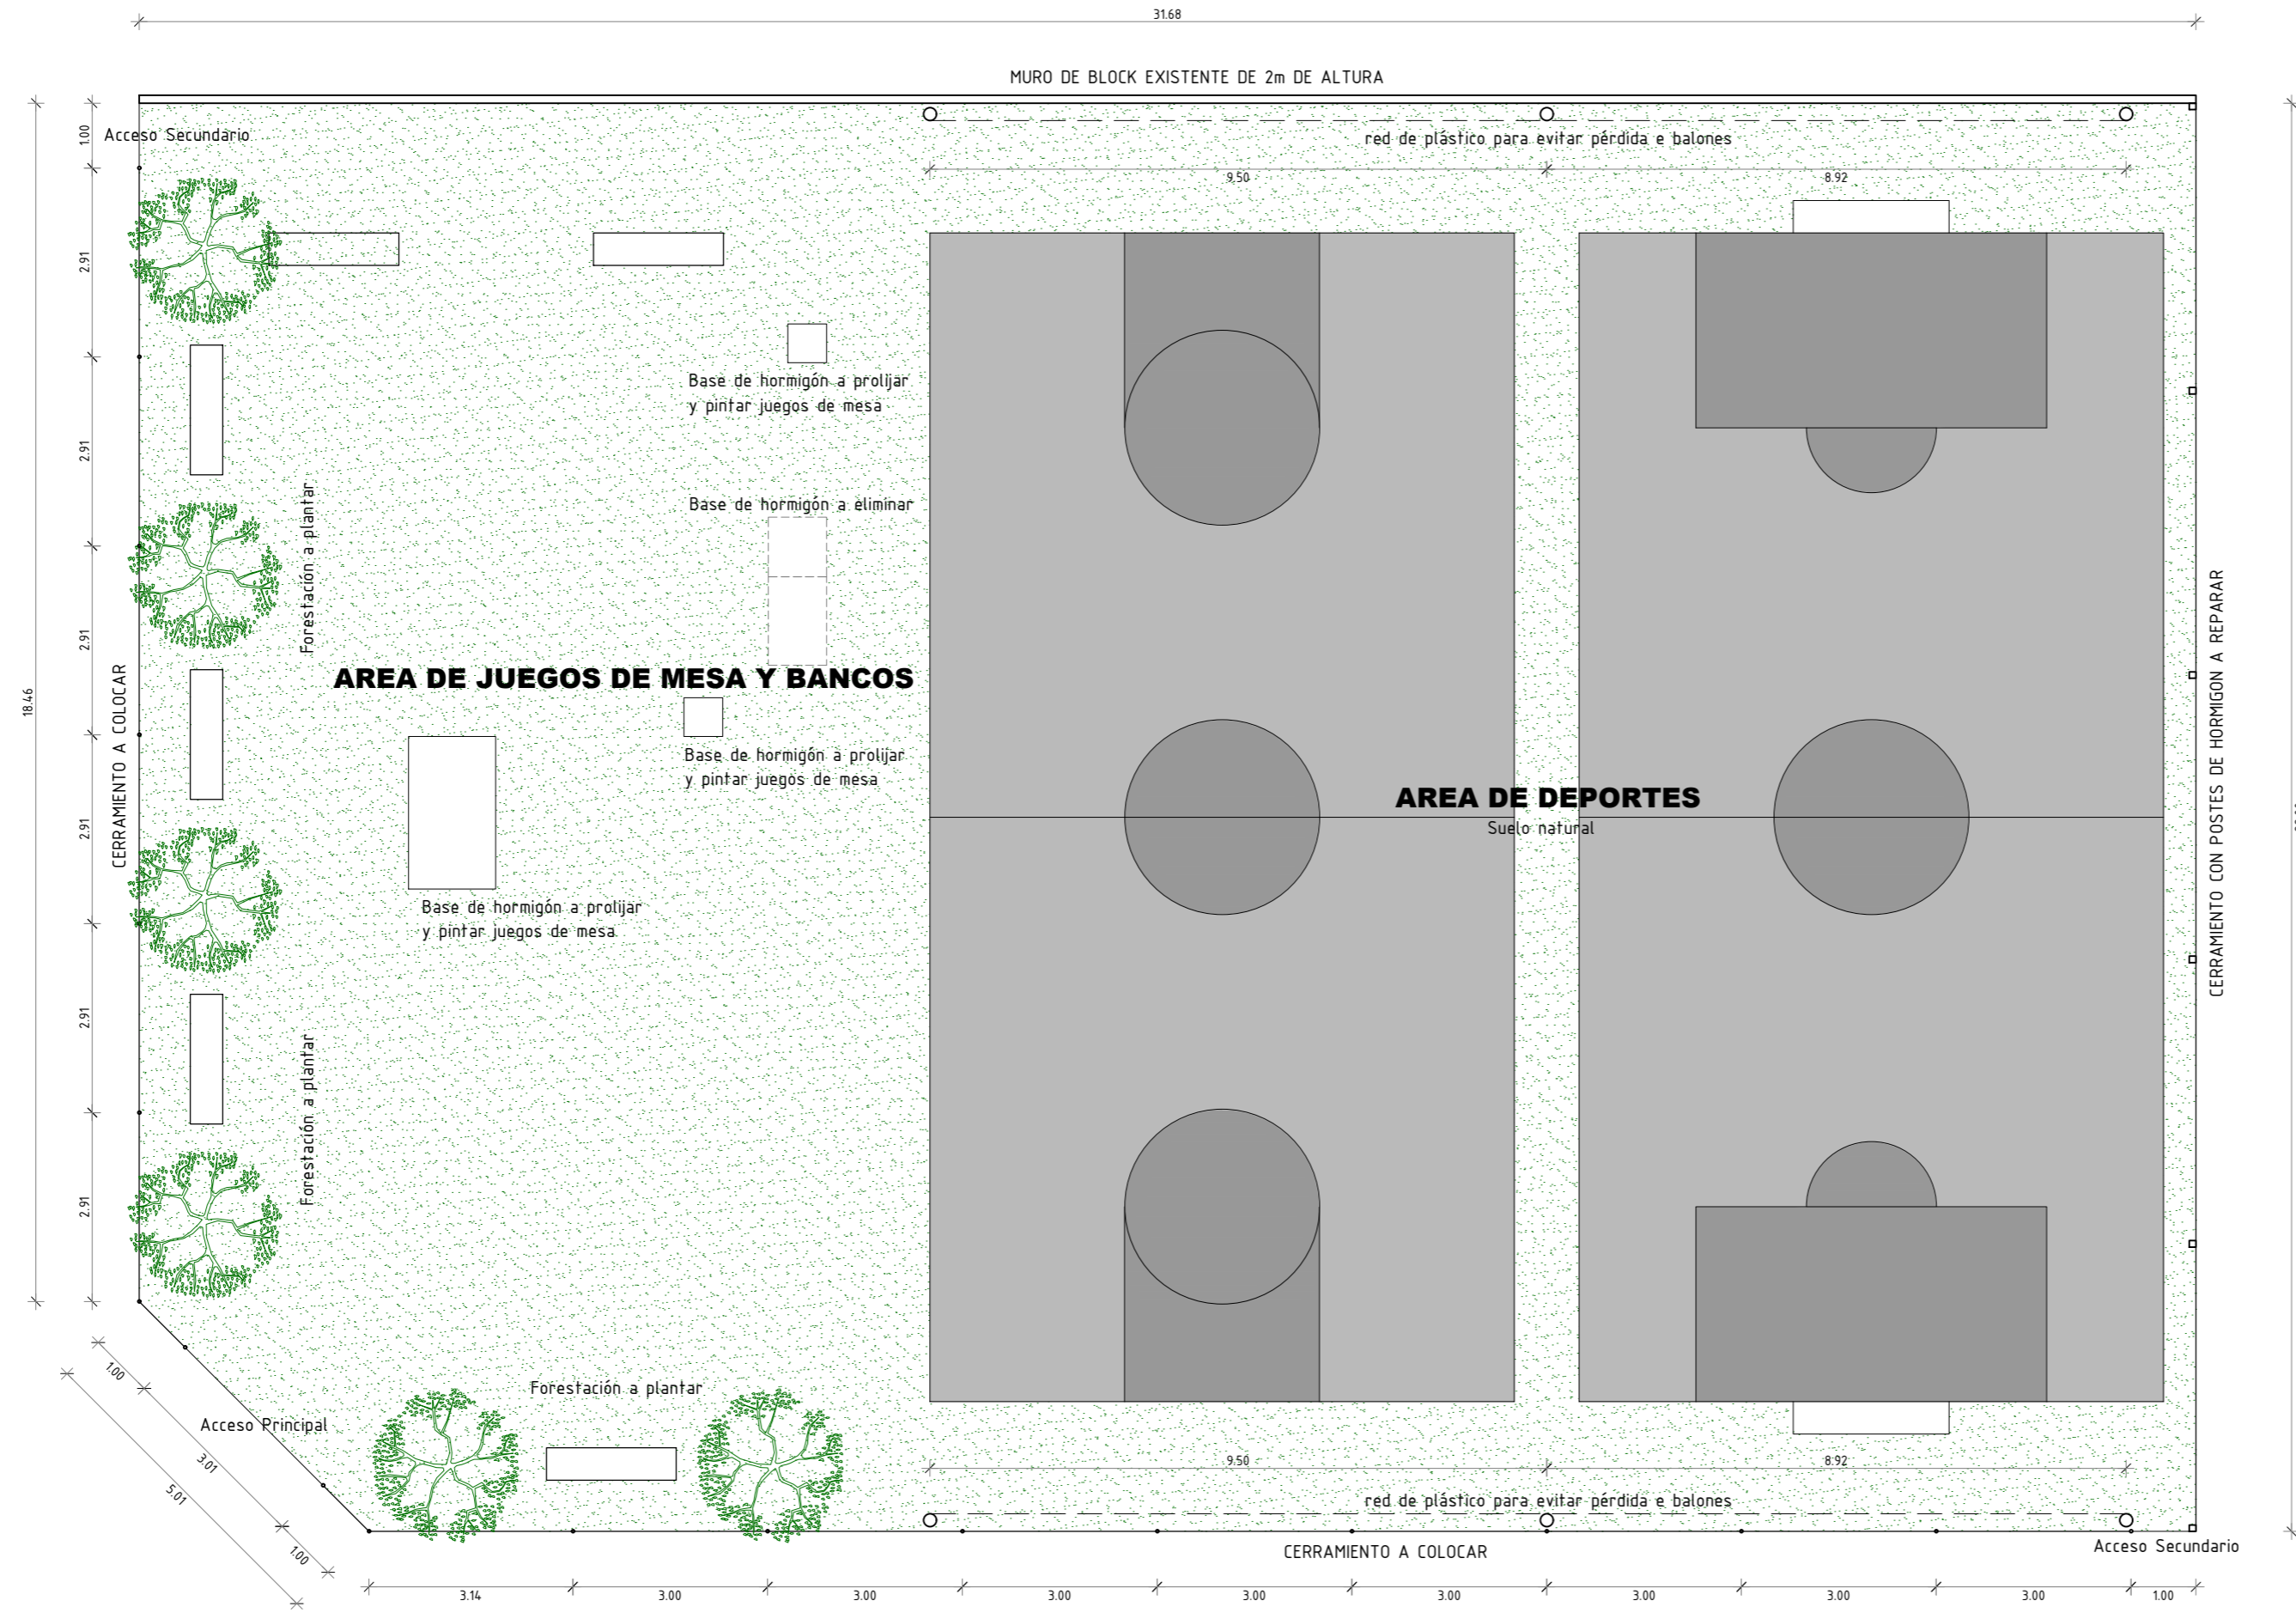 31.68
MURO DE BLOCK EXISTENTE DE 2m DE ALTURA
1.00
Acceso Secundario
red de plástico para evitar pérdida e balones
9.50
8.92
2.91
Base de hormigón a prolijar
y pintar juegos de mesa
2.91
Forestación a plantar
Base de hormigón a eliminar
CERRAMIENTO CON POSTES DE HORMIGON A REPARAR
2.91
18.46
CERRAMIENTO A COLOCAR
AREA DE JUEGOS DE MESA Y BANCOS
Base de hormigón a prolijar
y pintar juegos de mesa
AREA DE DEPORTES
Suelo natural
2.91
Base de hormigón a prolijar
y pintar juegos de mesa
2.91
Forestación a plantar
2.91
1.00
Forestación a plantar
Acceso Principal
3.01
5.01
1.00
9.50
8.92
red de plástico para evitar pérdida e balones
CERRAMIENTO A COLOCAR
Acceso Secundario
3.14
3.00
3.00
3.00
3.00
3.00
3.00
3.00
3.00
1.00